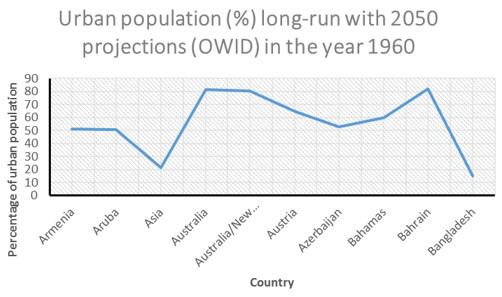 Urban population (%) long-run with 2050
projections (OWID) in the year 1960
Percentage of urban population
90
80
70
60
50
40
30
20
10
0
Armenia
Aruba
Asia
Australia
Australia/New...
Austria
Azerbaijan
Bahamas
Bahrain
Bangladesh
Country